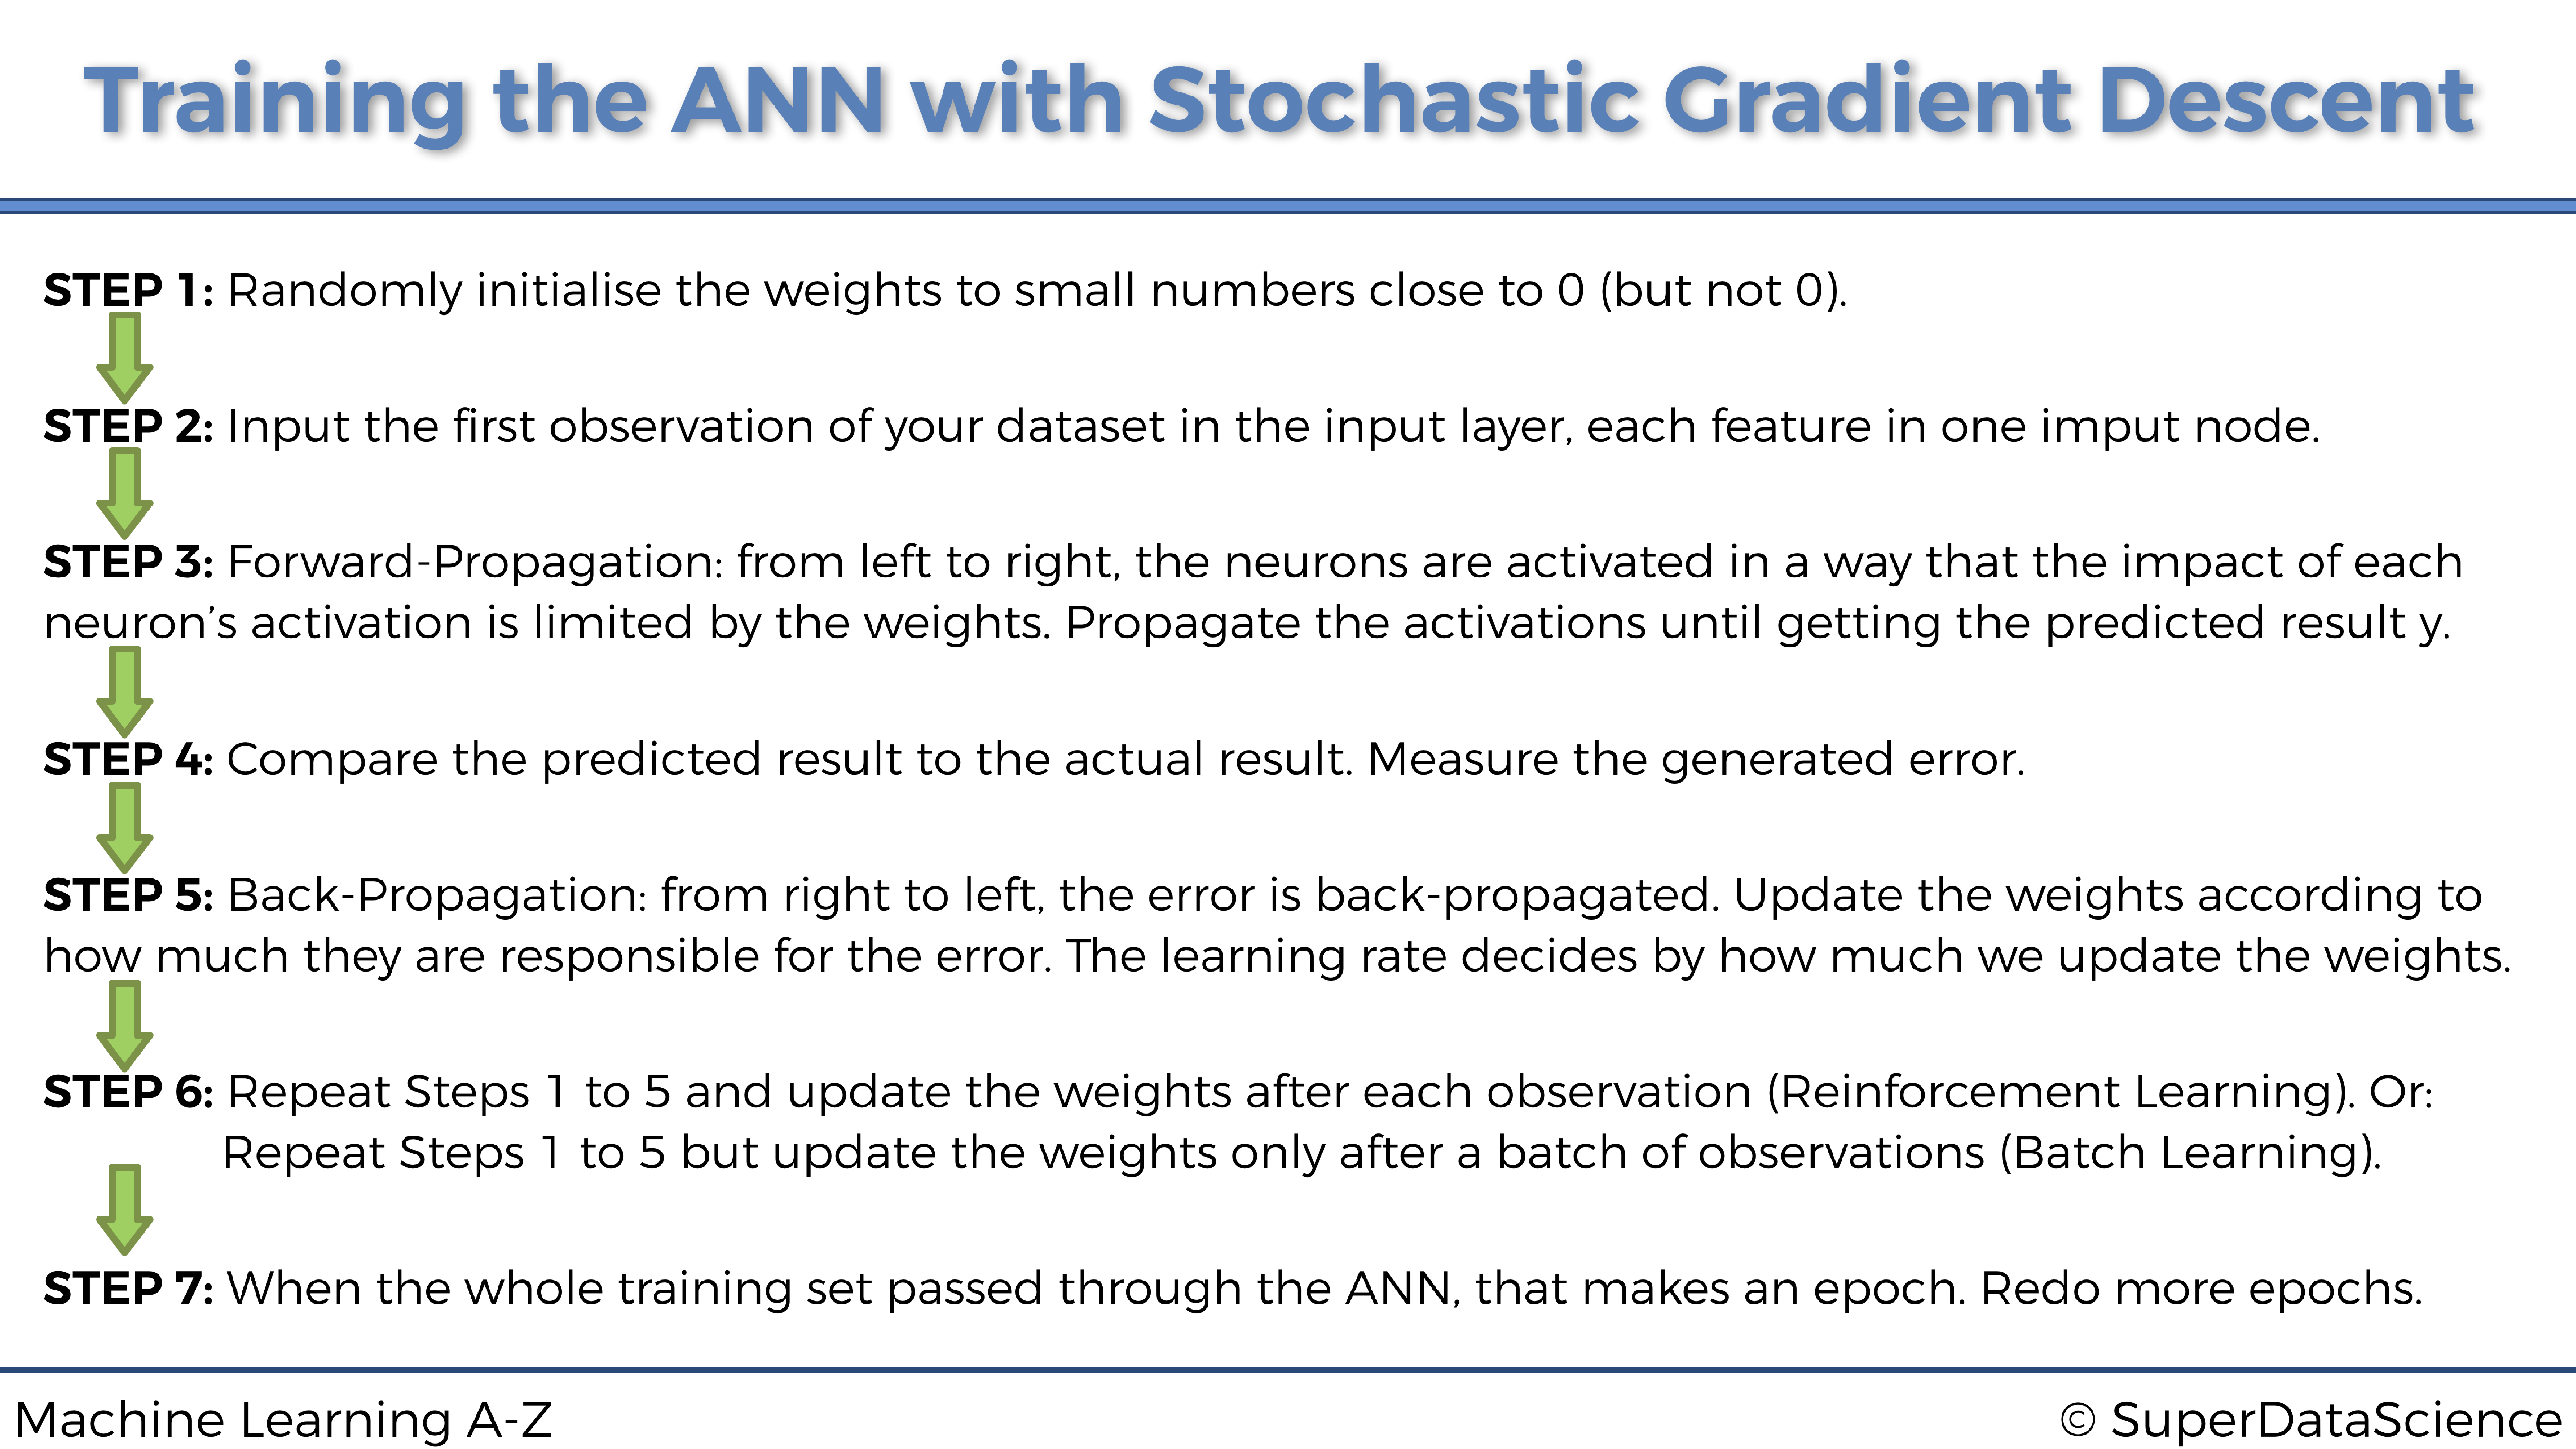 Training the ANN with Stochastic Gradient Descent
STEP 1: Randomly initialise the weights to small numbers close to 0 (but not 0).
STEP 2: Input the first observation of your dataset in the input layer, each feature in one imput node.
STEP 3: Forward-Propagation: from left to right, the neurons are activated in a way that the impact of each
neuron’s activation is limited by the weights. Propagate the activations until getting the predicted result y.
STEP 4: Compare the predicted result to the actual result. Measure the generated error.
STEP 5: Back-Propagation: from right to left, the error is back-propagated. Update the weights according to
how much they are responsible for the error. The learning rate decides by how much we update the weights.
STEP 6: Repeat Steps 1 to 5 and update the weights after each observation (Reinforcement Learning). Or:
Repeat Steps 1 to 5 but update the weights only after a batch of observations (Batch Learning).
STEP 7: When the whole training set passed through the ANN, that makes an epoch. Redo more epochs.
Machine Learning A-Z
© SuperDataScience